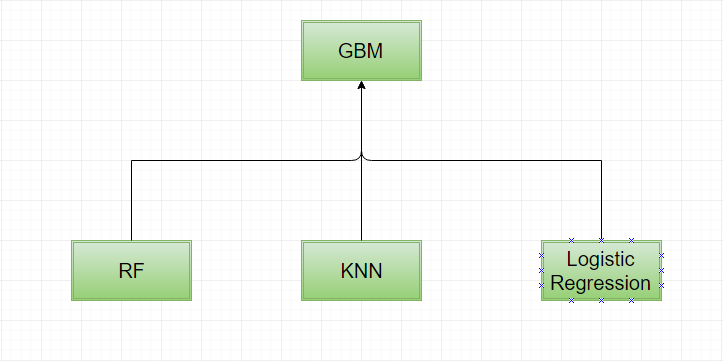 GBM
RF
KNN
Logistic
Regression